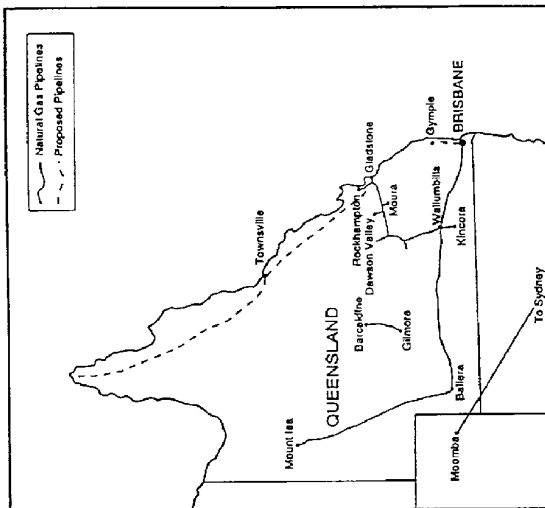 Natural Gas Pipelines
Proposed Pipelines
Townsville
Rockhampton
Gladstone
Dawson Valley
Moura
Gympie
BRISBANE
Wallumbilla
Kincora
Barcaldine
Gilmore
QUEENSLAND
Mount Isa
Ballera
Moomba
To Sydney